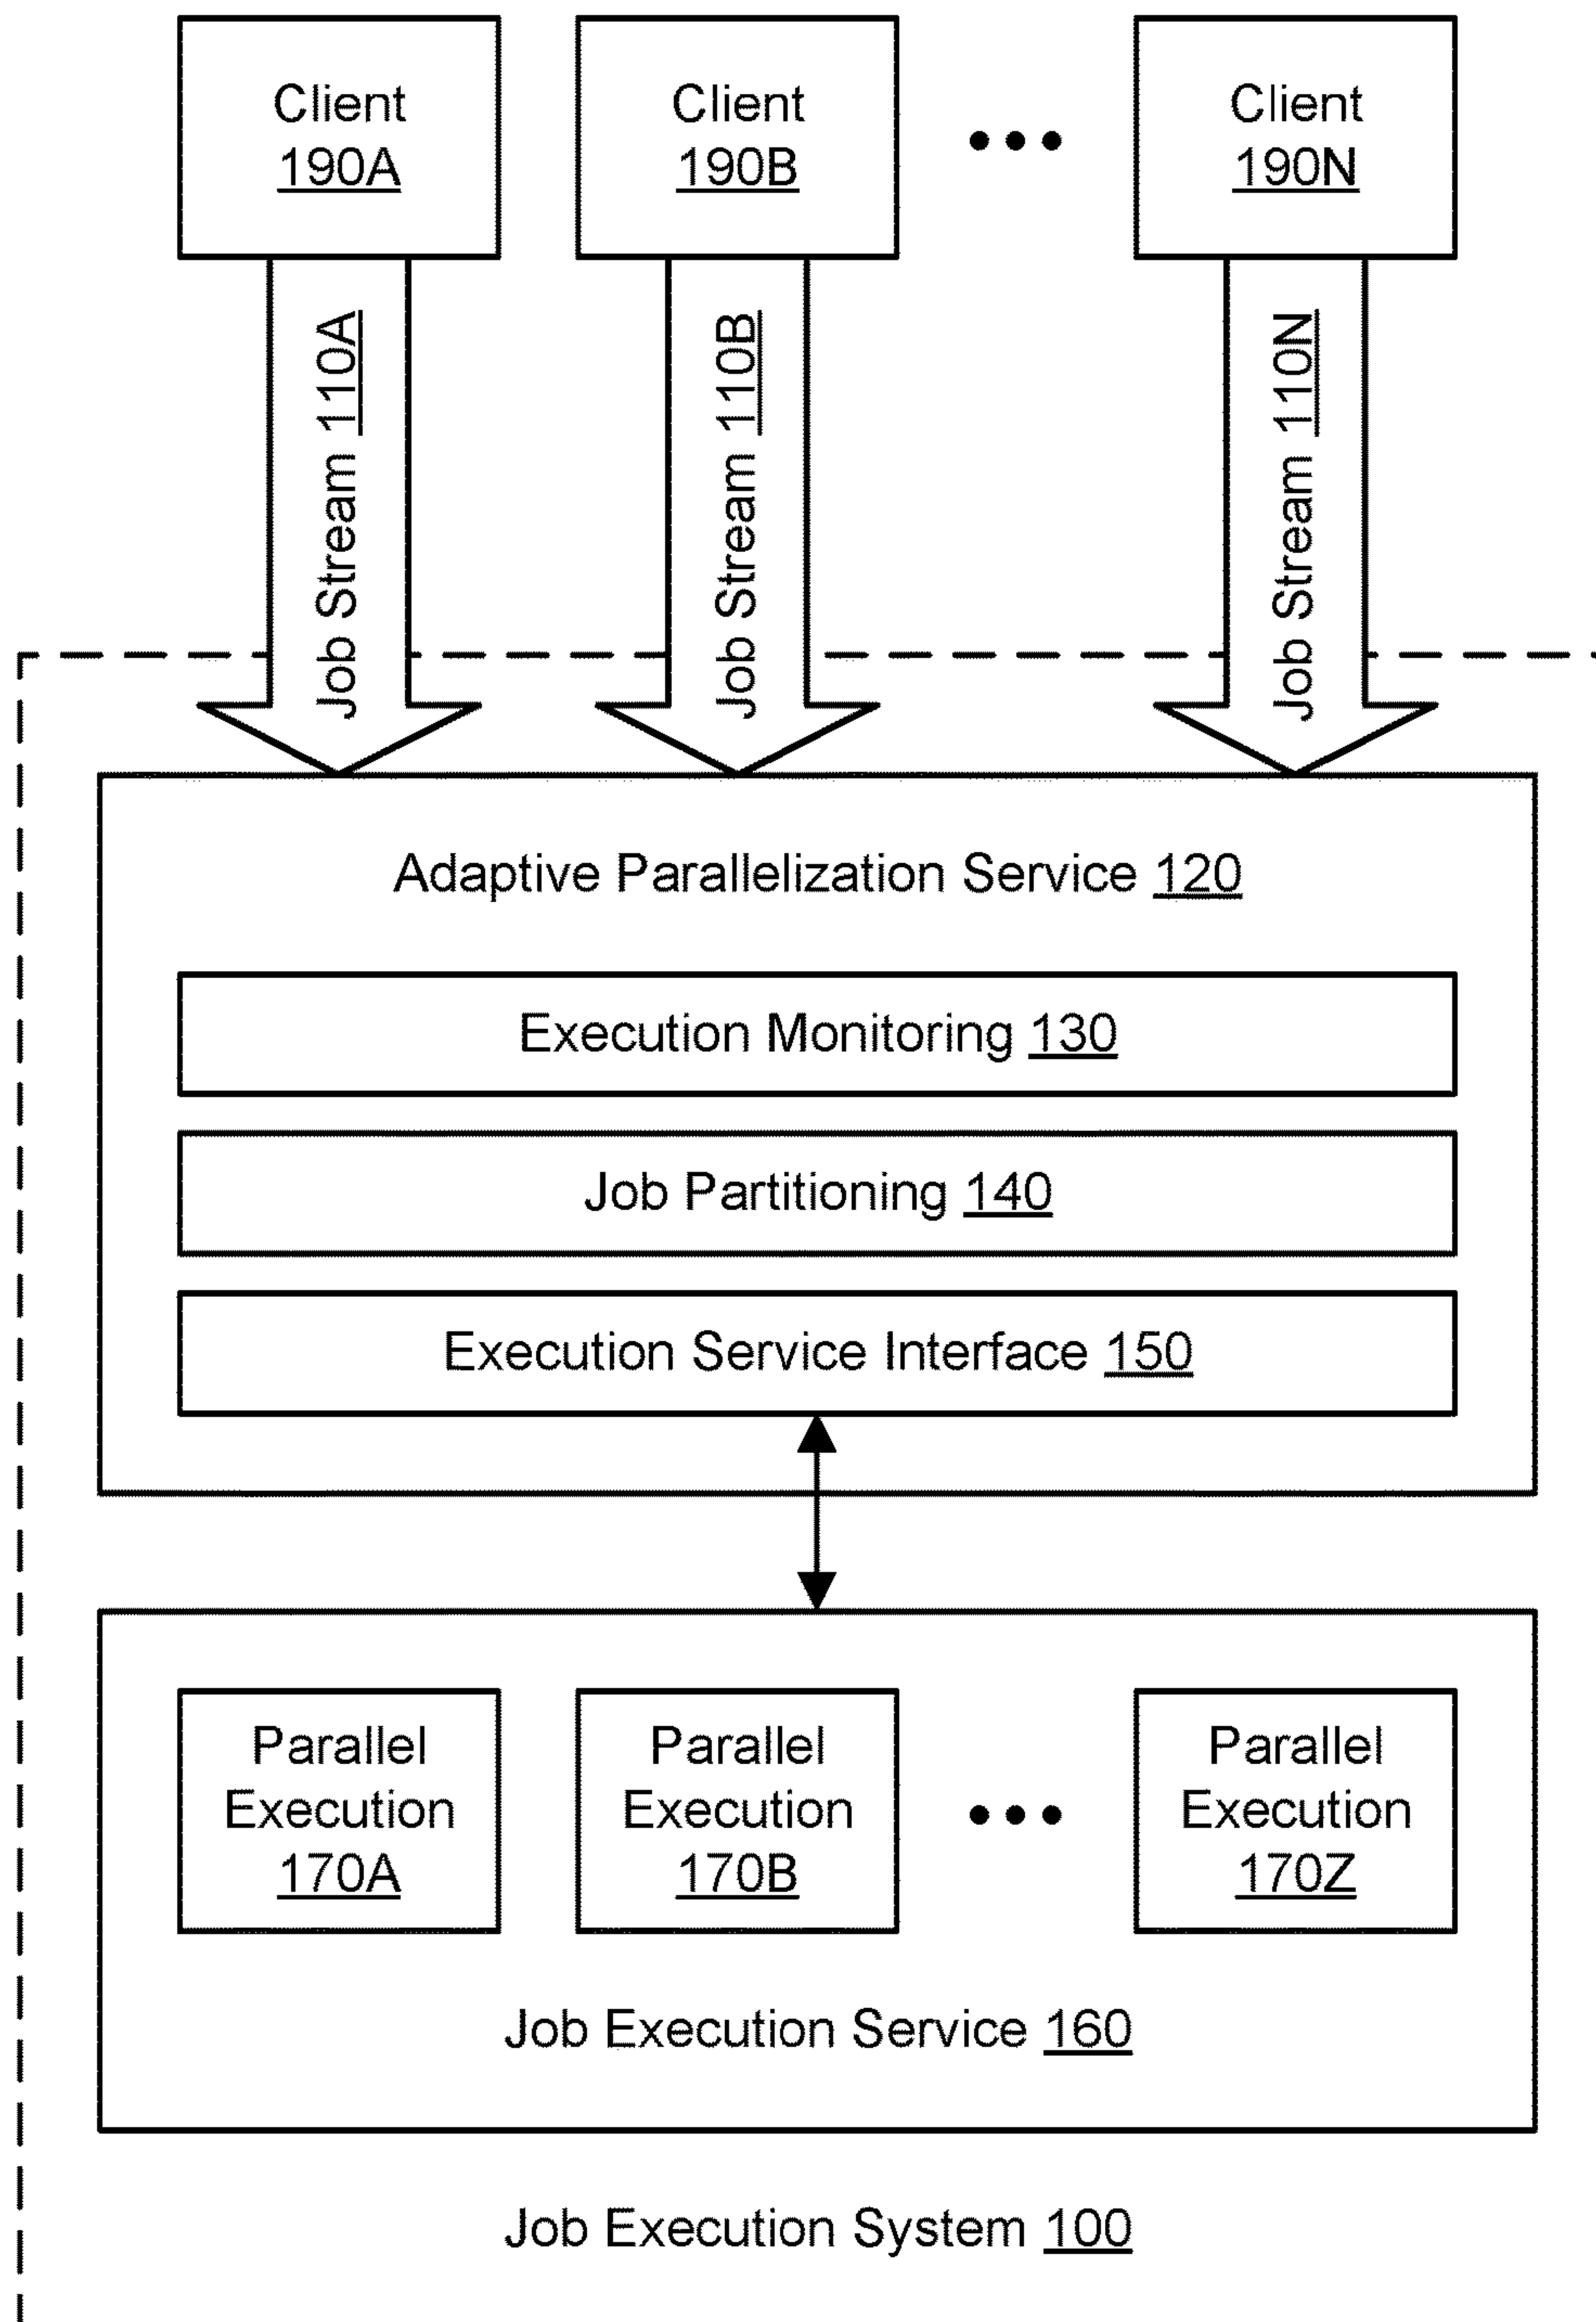 Client
190A
Client
190B
Client
190N
Job Stream 110A
Job Stream 110B
Job Stream 110N
Adaptive Parallelization Service 120
Execution Monitoring 130
Job Partitioning 140
Execution Service Interface 150
Parallel
Execution
170A
Parallel
Execution
170B
Parallel
Execution
170Z
Job Execution Service 160
Job Execution System 100